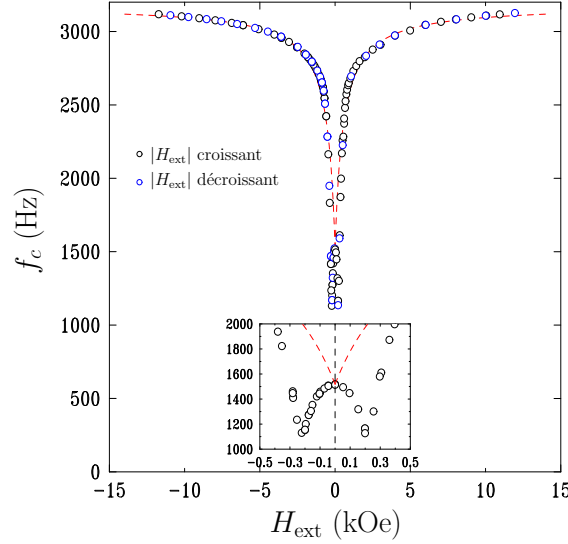 3000
2500
2000
1500
1000
500
0
f_c (Hz)
|H_ext| croissant
|H_ext| décroissant
2000
1800
1600
1400
1200
1000
-0.5 -0.3 -0.1 0.1 0.3 0.5
−15 −10 −5 0 5 10 15
H_ext (kOe)